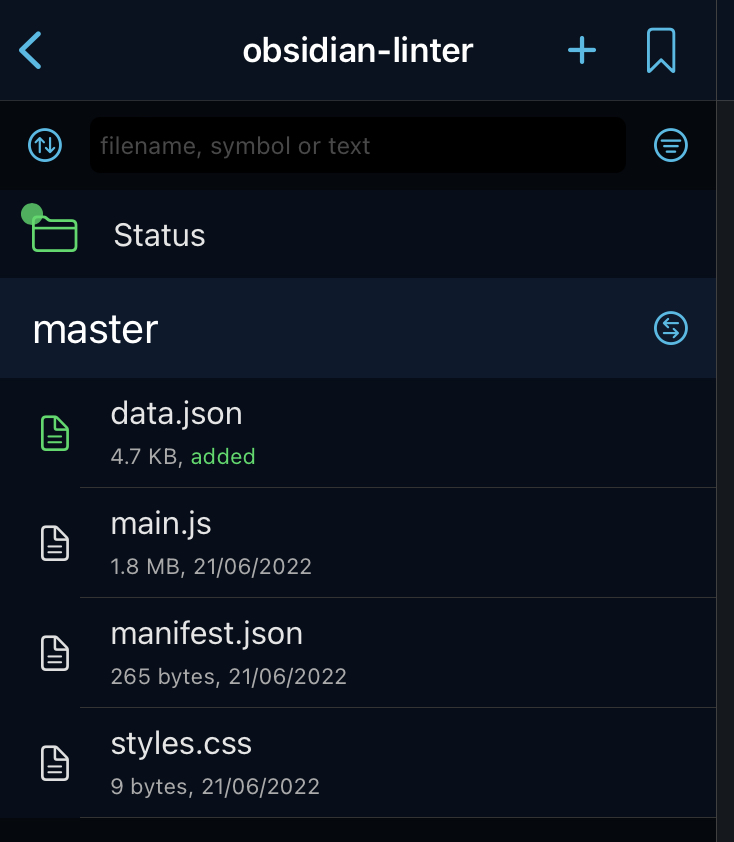 obsidian-linter
filename, symbol or text
Status
master
data.json
4.7 KB, added
main.js
1.8 MB, 21/06/2022
manifest.json
265 bytes, 21/06/2022
styles.css
9 bytes, 21/06/2022